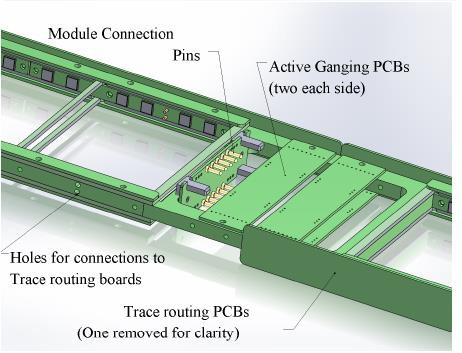 Module Connection
Pins
Active Ganging PCBs
(two each side)
Holes for connections to
Trace routing boards
Trace routing PCBs
(One removed for clarity)